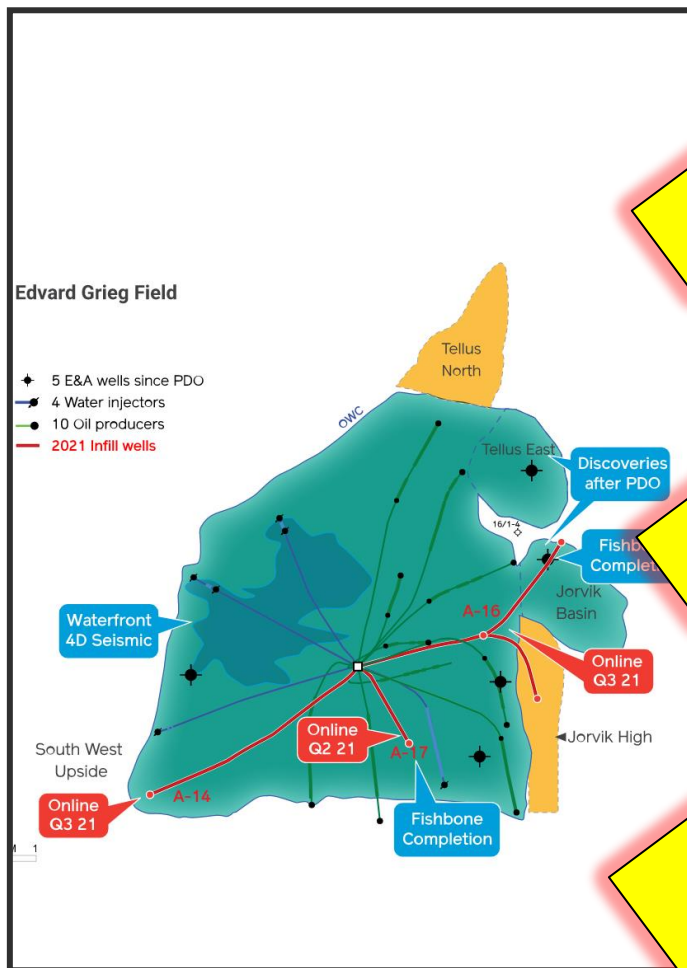 Edvard Grieg Field
5 E&A wells since PDO
4 Water injectors
10 Oil producers
2021 Infill wells
Tellus
North
OWC
Tellus East
Discoveries
after PDO
16/1-4
Jorvik
Basin
A-16
Waterfront
4D Seismic
Online
Q3 21
Jorvik High
Online
Q2 21
A-17
South West
Upside
A-14
Online
Q3 21
Fishbone
Completion
1